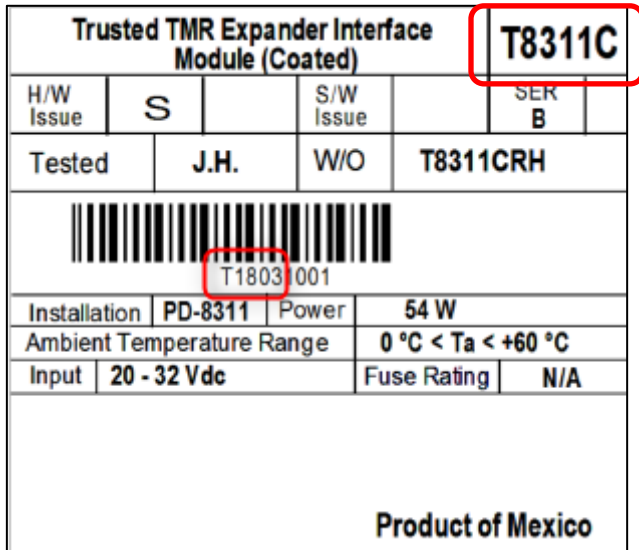 Trusted TMR Expander Interface
Module (Coated)
T8311C
H/W
Issue
S
S/W
Issue
SER
B
Tested
J.H.
W/O
T8311CRH
T18031001
Installation PD-8311 Power 54 W
Ambient Temperature Range 0 °C < Ta < +60 °C
Input 20 - 32 Vdc Fuse Rating N/A
Product of Mexico